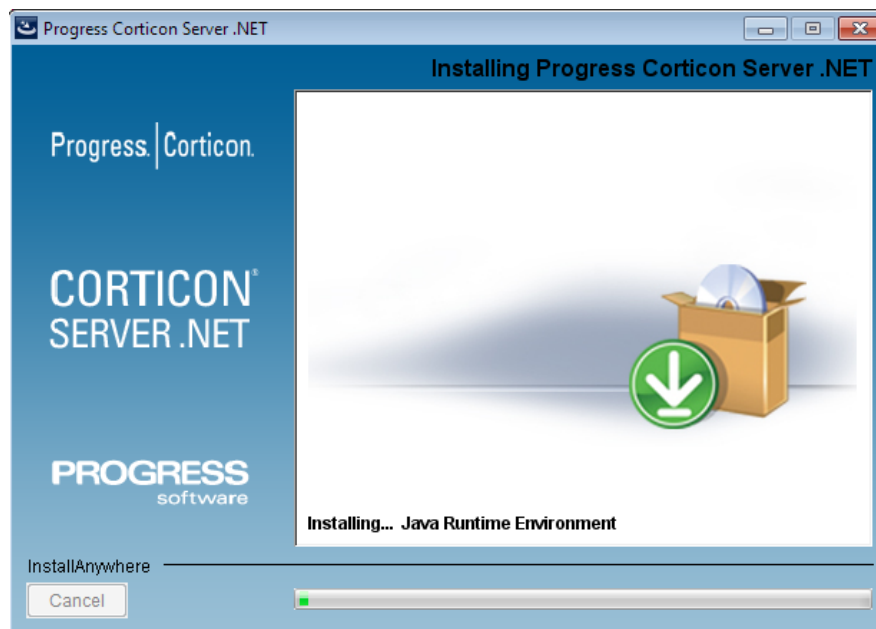 Progress Corticon Server .NET
Installing Progress Corticon Server .NET
Progress. Corticon.
CORTICON®
SERVER .NET
PROGRESS
software
Installing... Java Runtime Environment
InstallAnywhere
Cancel